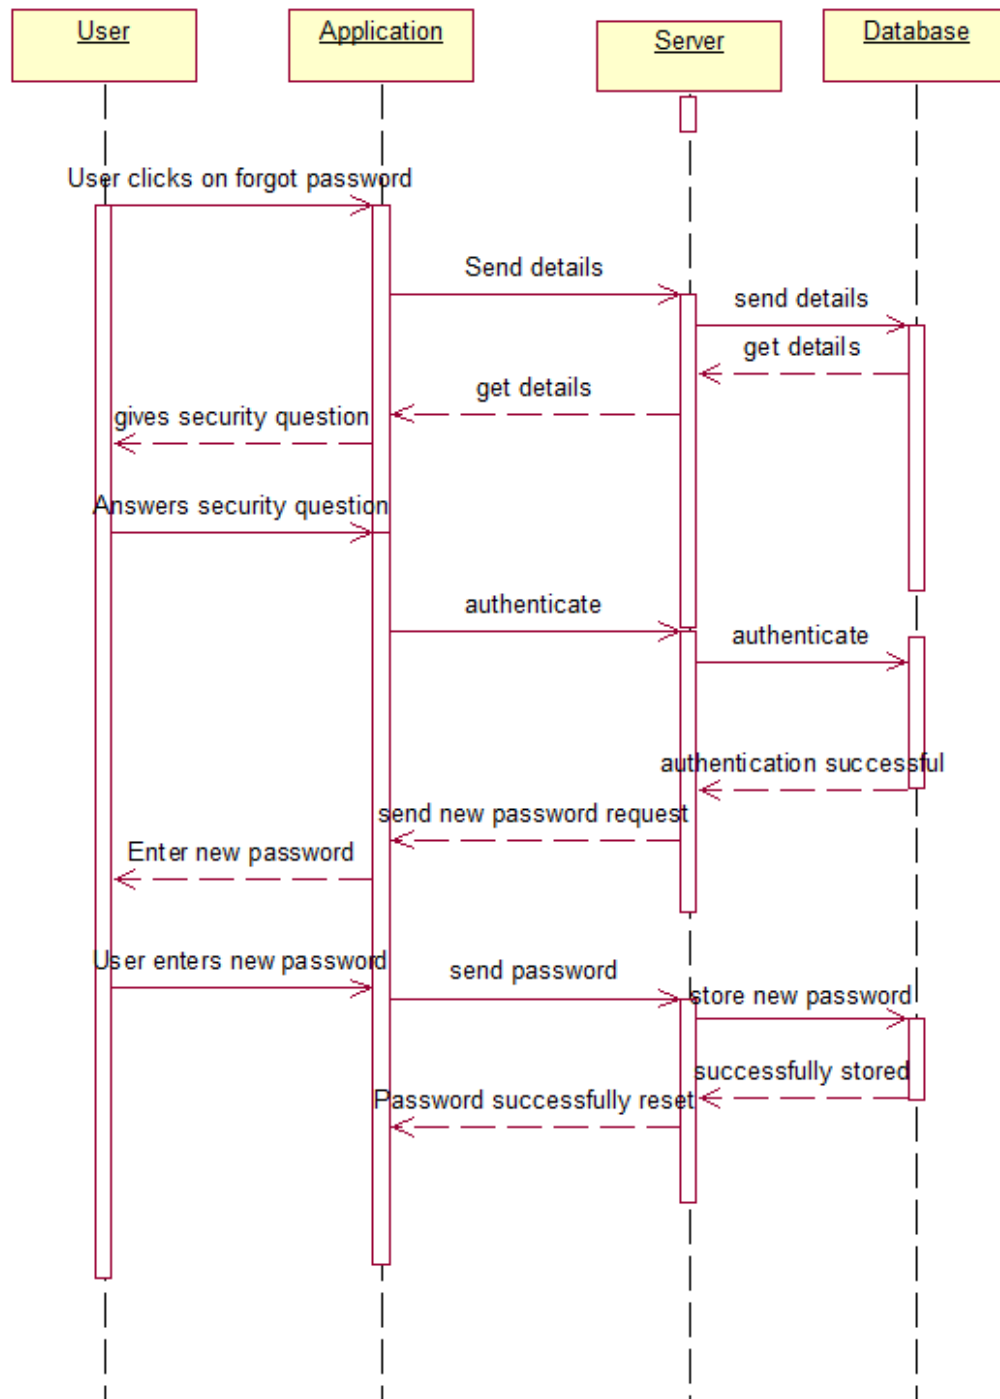 User
Application
Server
Database
User clicks on forgot password
Send details
send details
get details
get details
gives security question
Answers security question
authenticate
authenticate
authentication successful
send new password request
Enter new password
User enters new password
send password
store new password
successfully stored
Password successfully reset